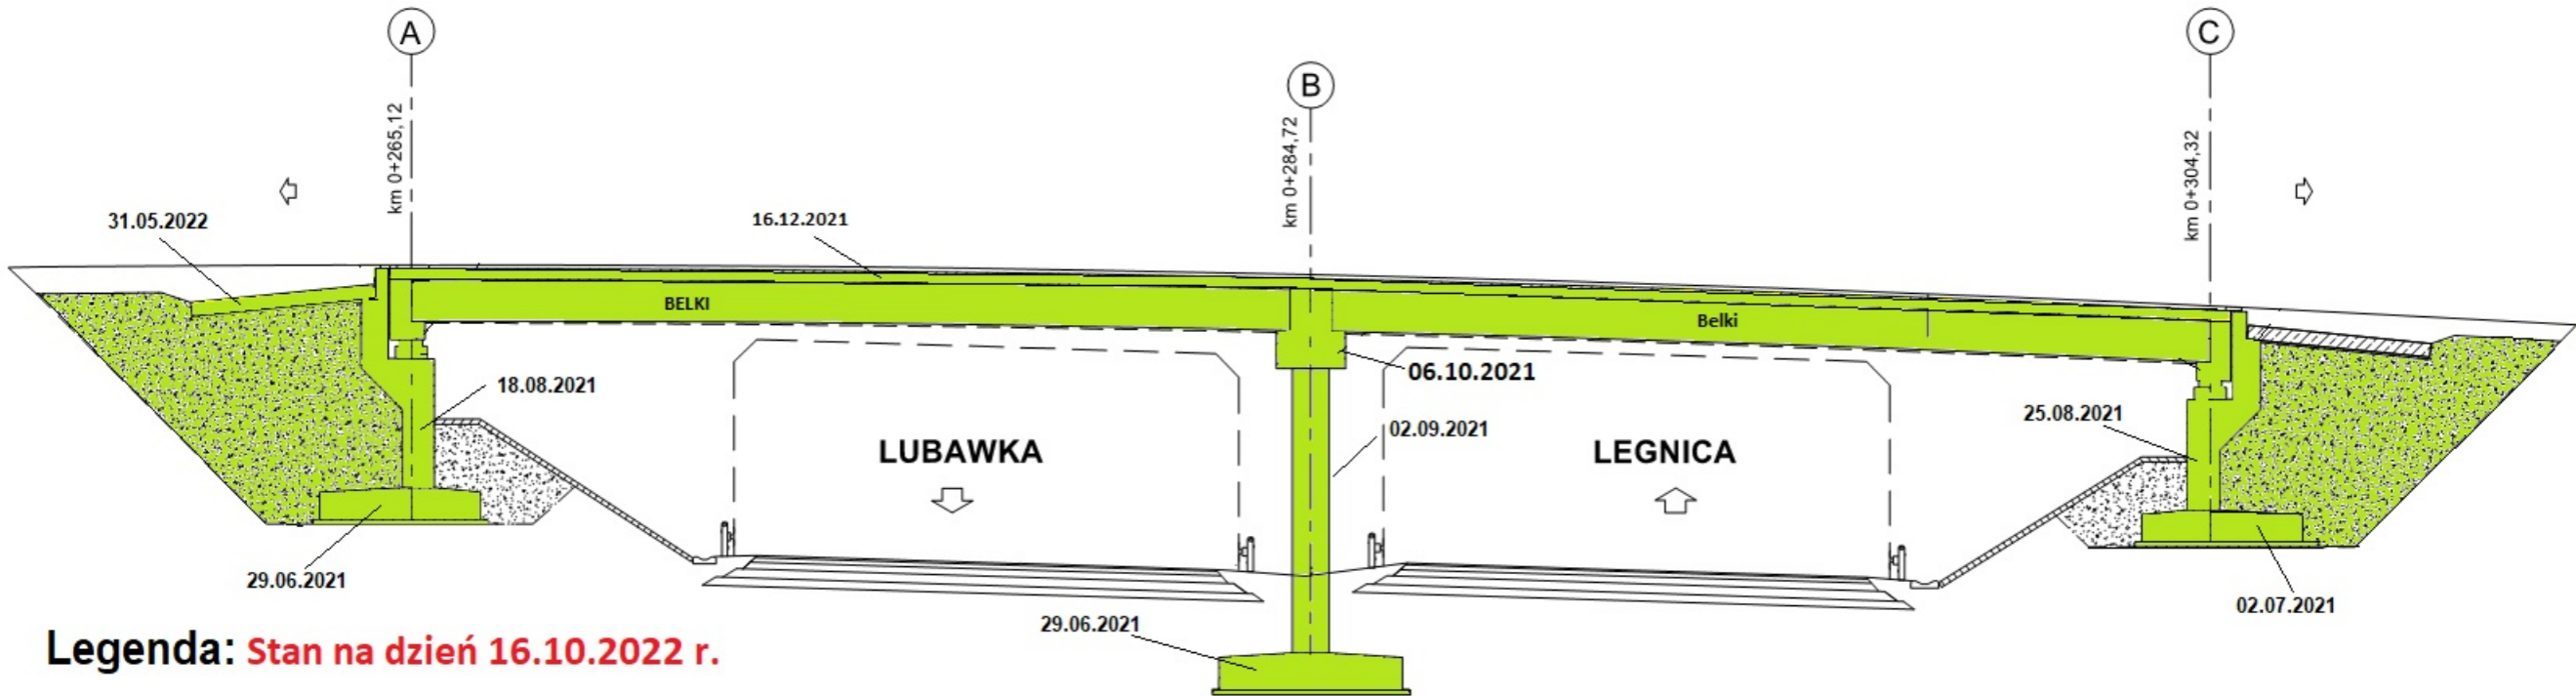 A
B
C
km 0+265,12
km 0+284,72
km 0+304,32
31.05.2022
16.12.2021
BELKI
Belki
18.08.2021
06.10.2021
02.09.2021
25.08.2021
LUBAWKA
LEGNICA
29.06.2021
29.06.2021
02.07.2021
Legenda: Stan na dzień 16.10.2022 r.